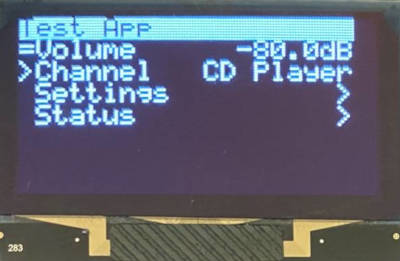 Test App
=Volume -80.0dB
>Channel CD Player
Settings >
Status >
283